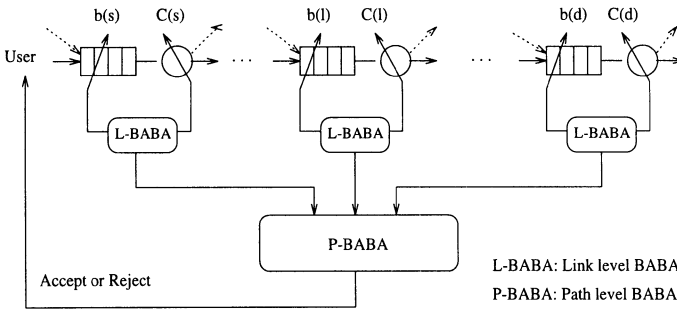 b(s) C(s) b(l) C(l) b(d) C(d)
User
L-BABA L-BABA L-BABA
P-BABA
L-BABA: Link level BABA
Accept or Reject
P-BABA: Path level BABA